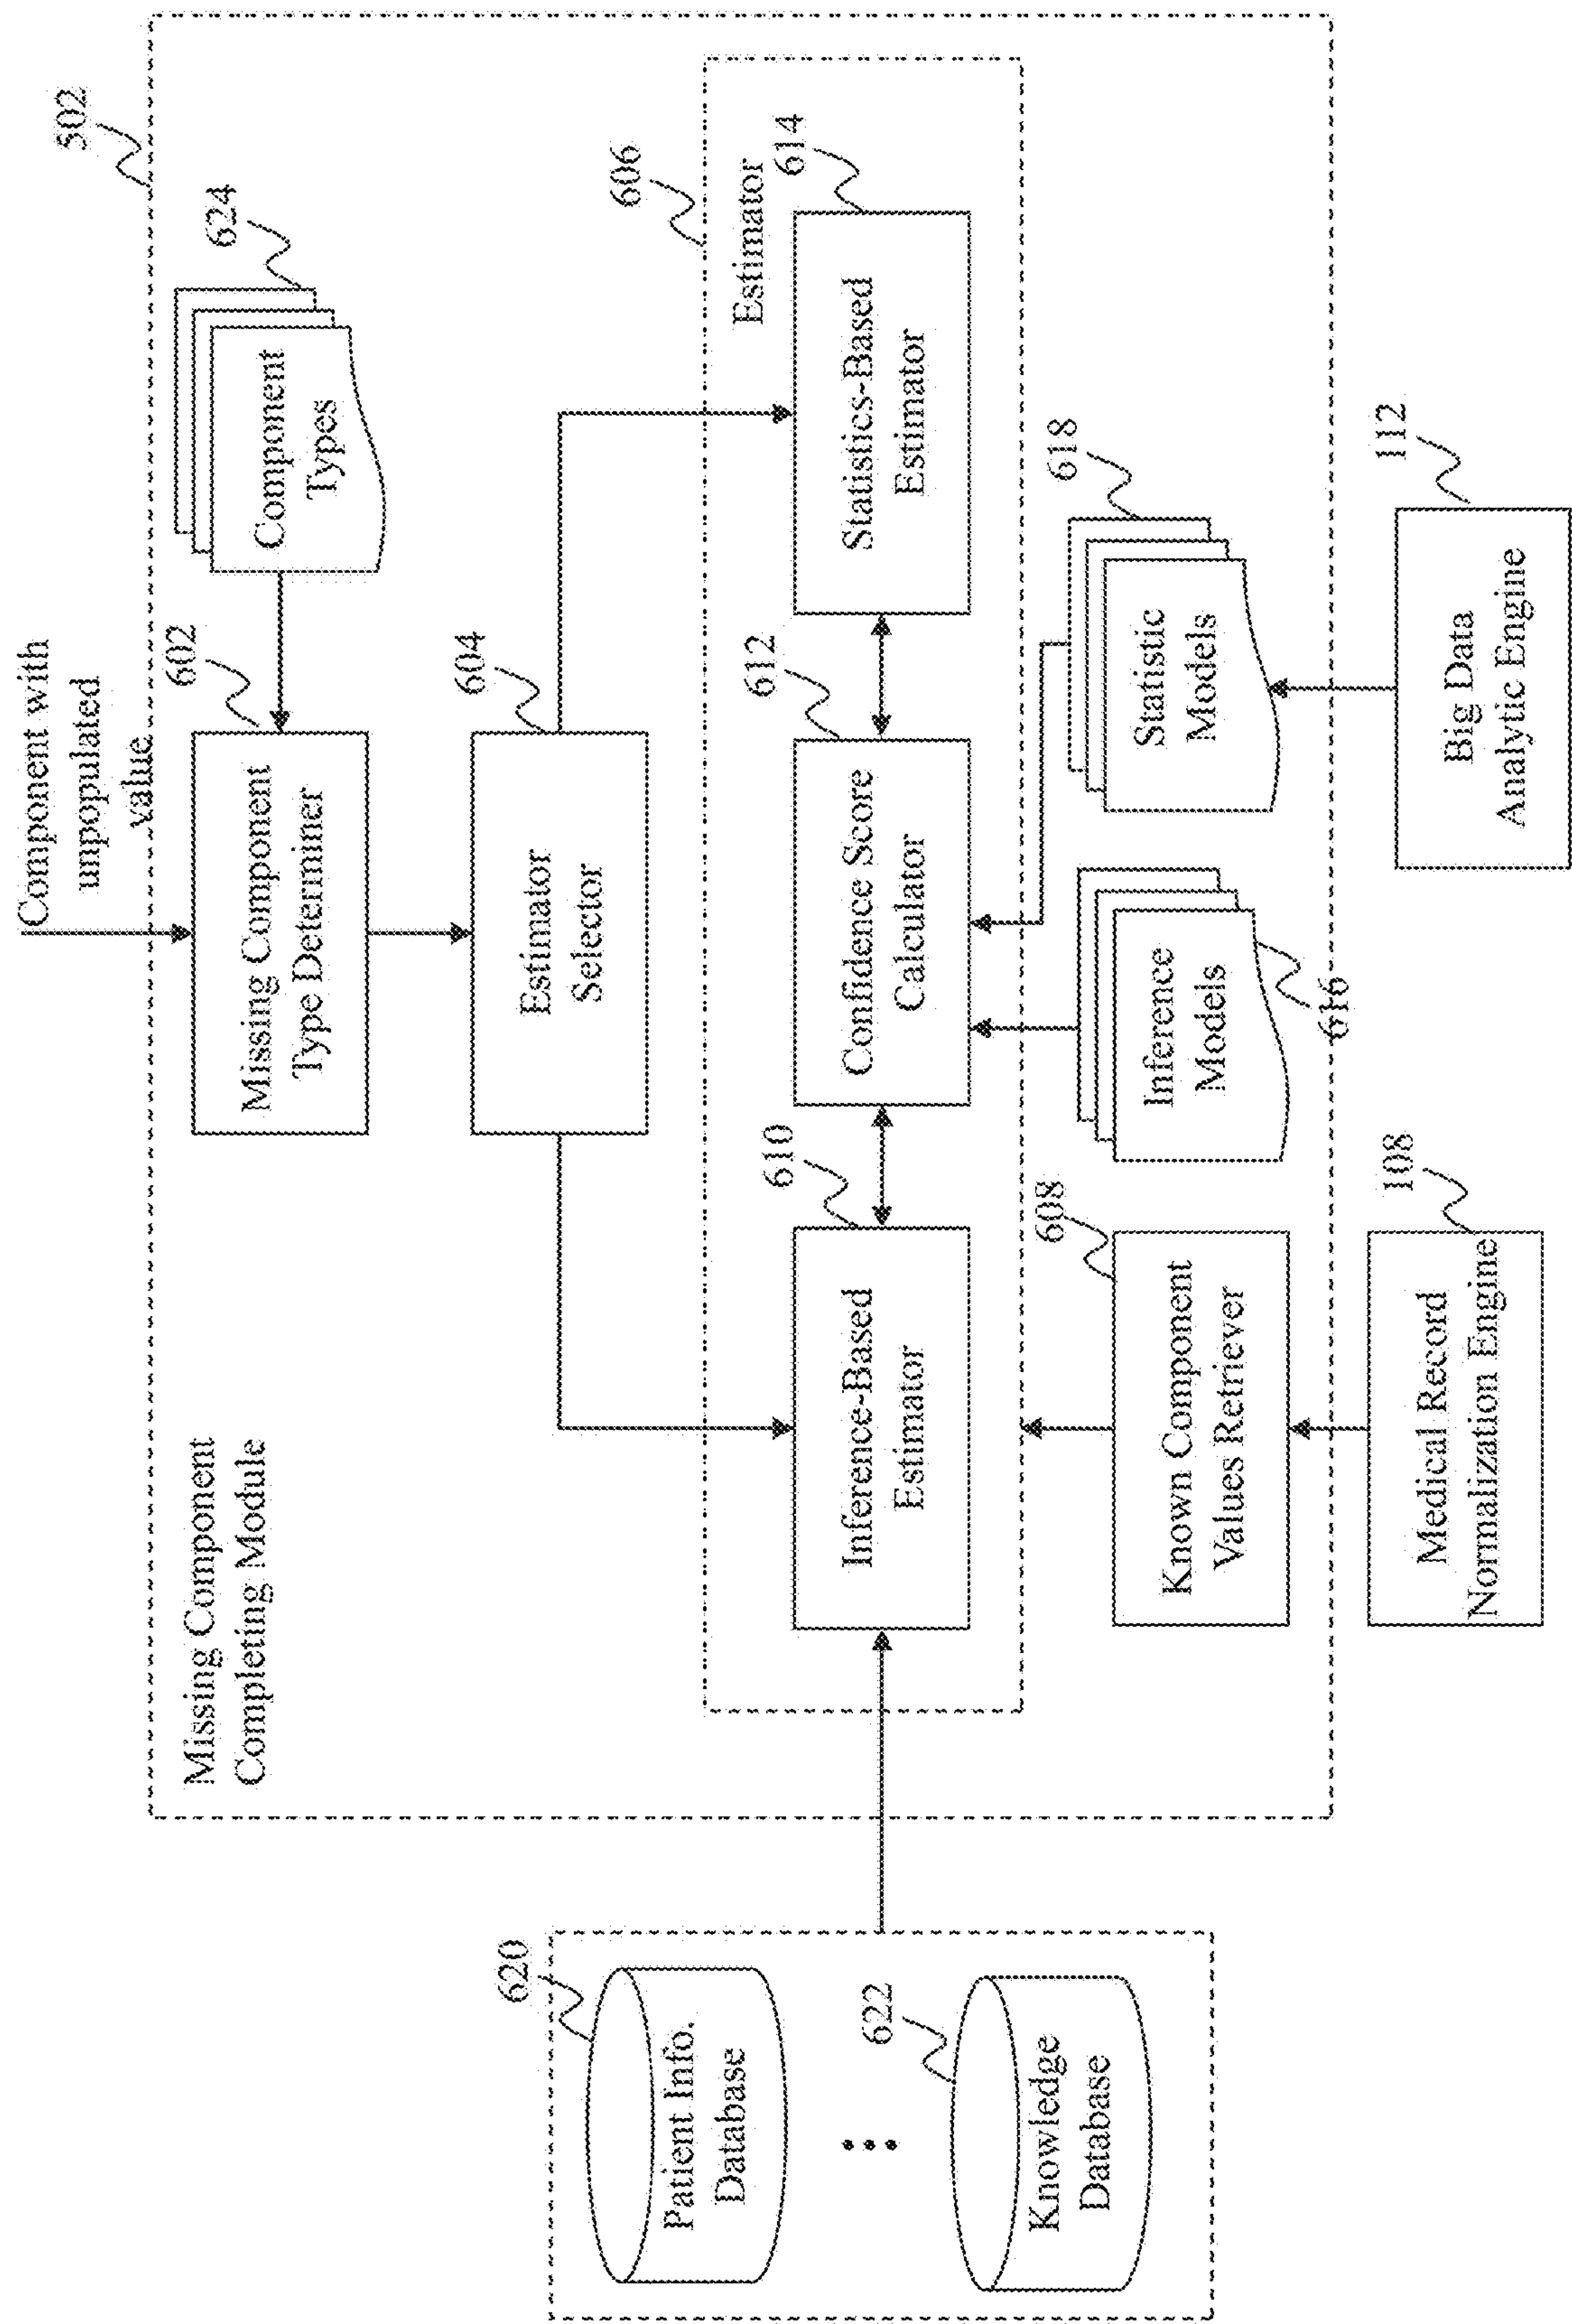 Component with
unpopulated
value
502
Missing Component
Completing Module
602
Missing Component
Type Determiner
624
Component
Types
604
Estimator
Selector
606
Estimator
620
Patient Info.
Database
610
Inference-Based
Estimator
612
Confidence Score
Calculator
614
Statistics-Based
Estimator
622
Knowledge
Database
608
Known Component
Values Retriever
Inference
Models
616
618
Statistic
Models
108
Medical Record
Normalization Engine
112
Big Data
Analytic Engine